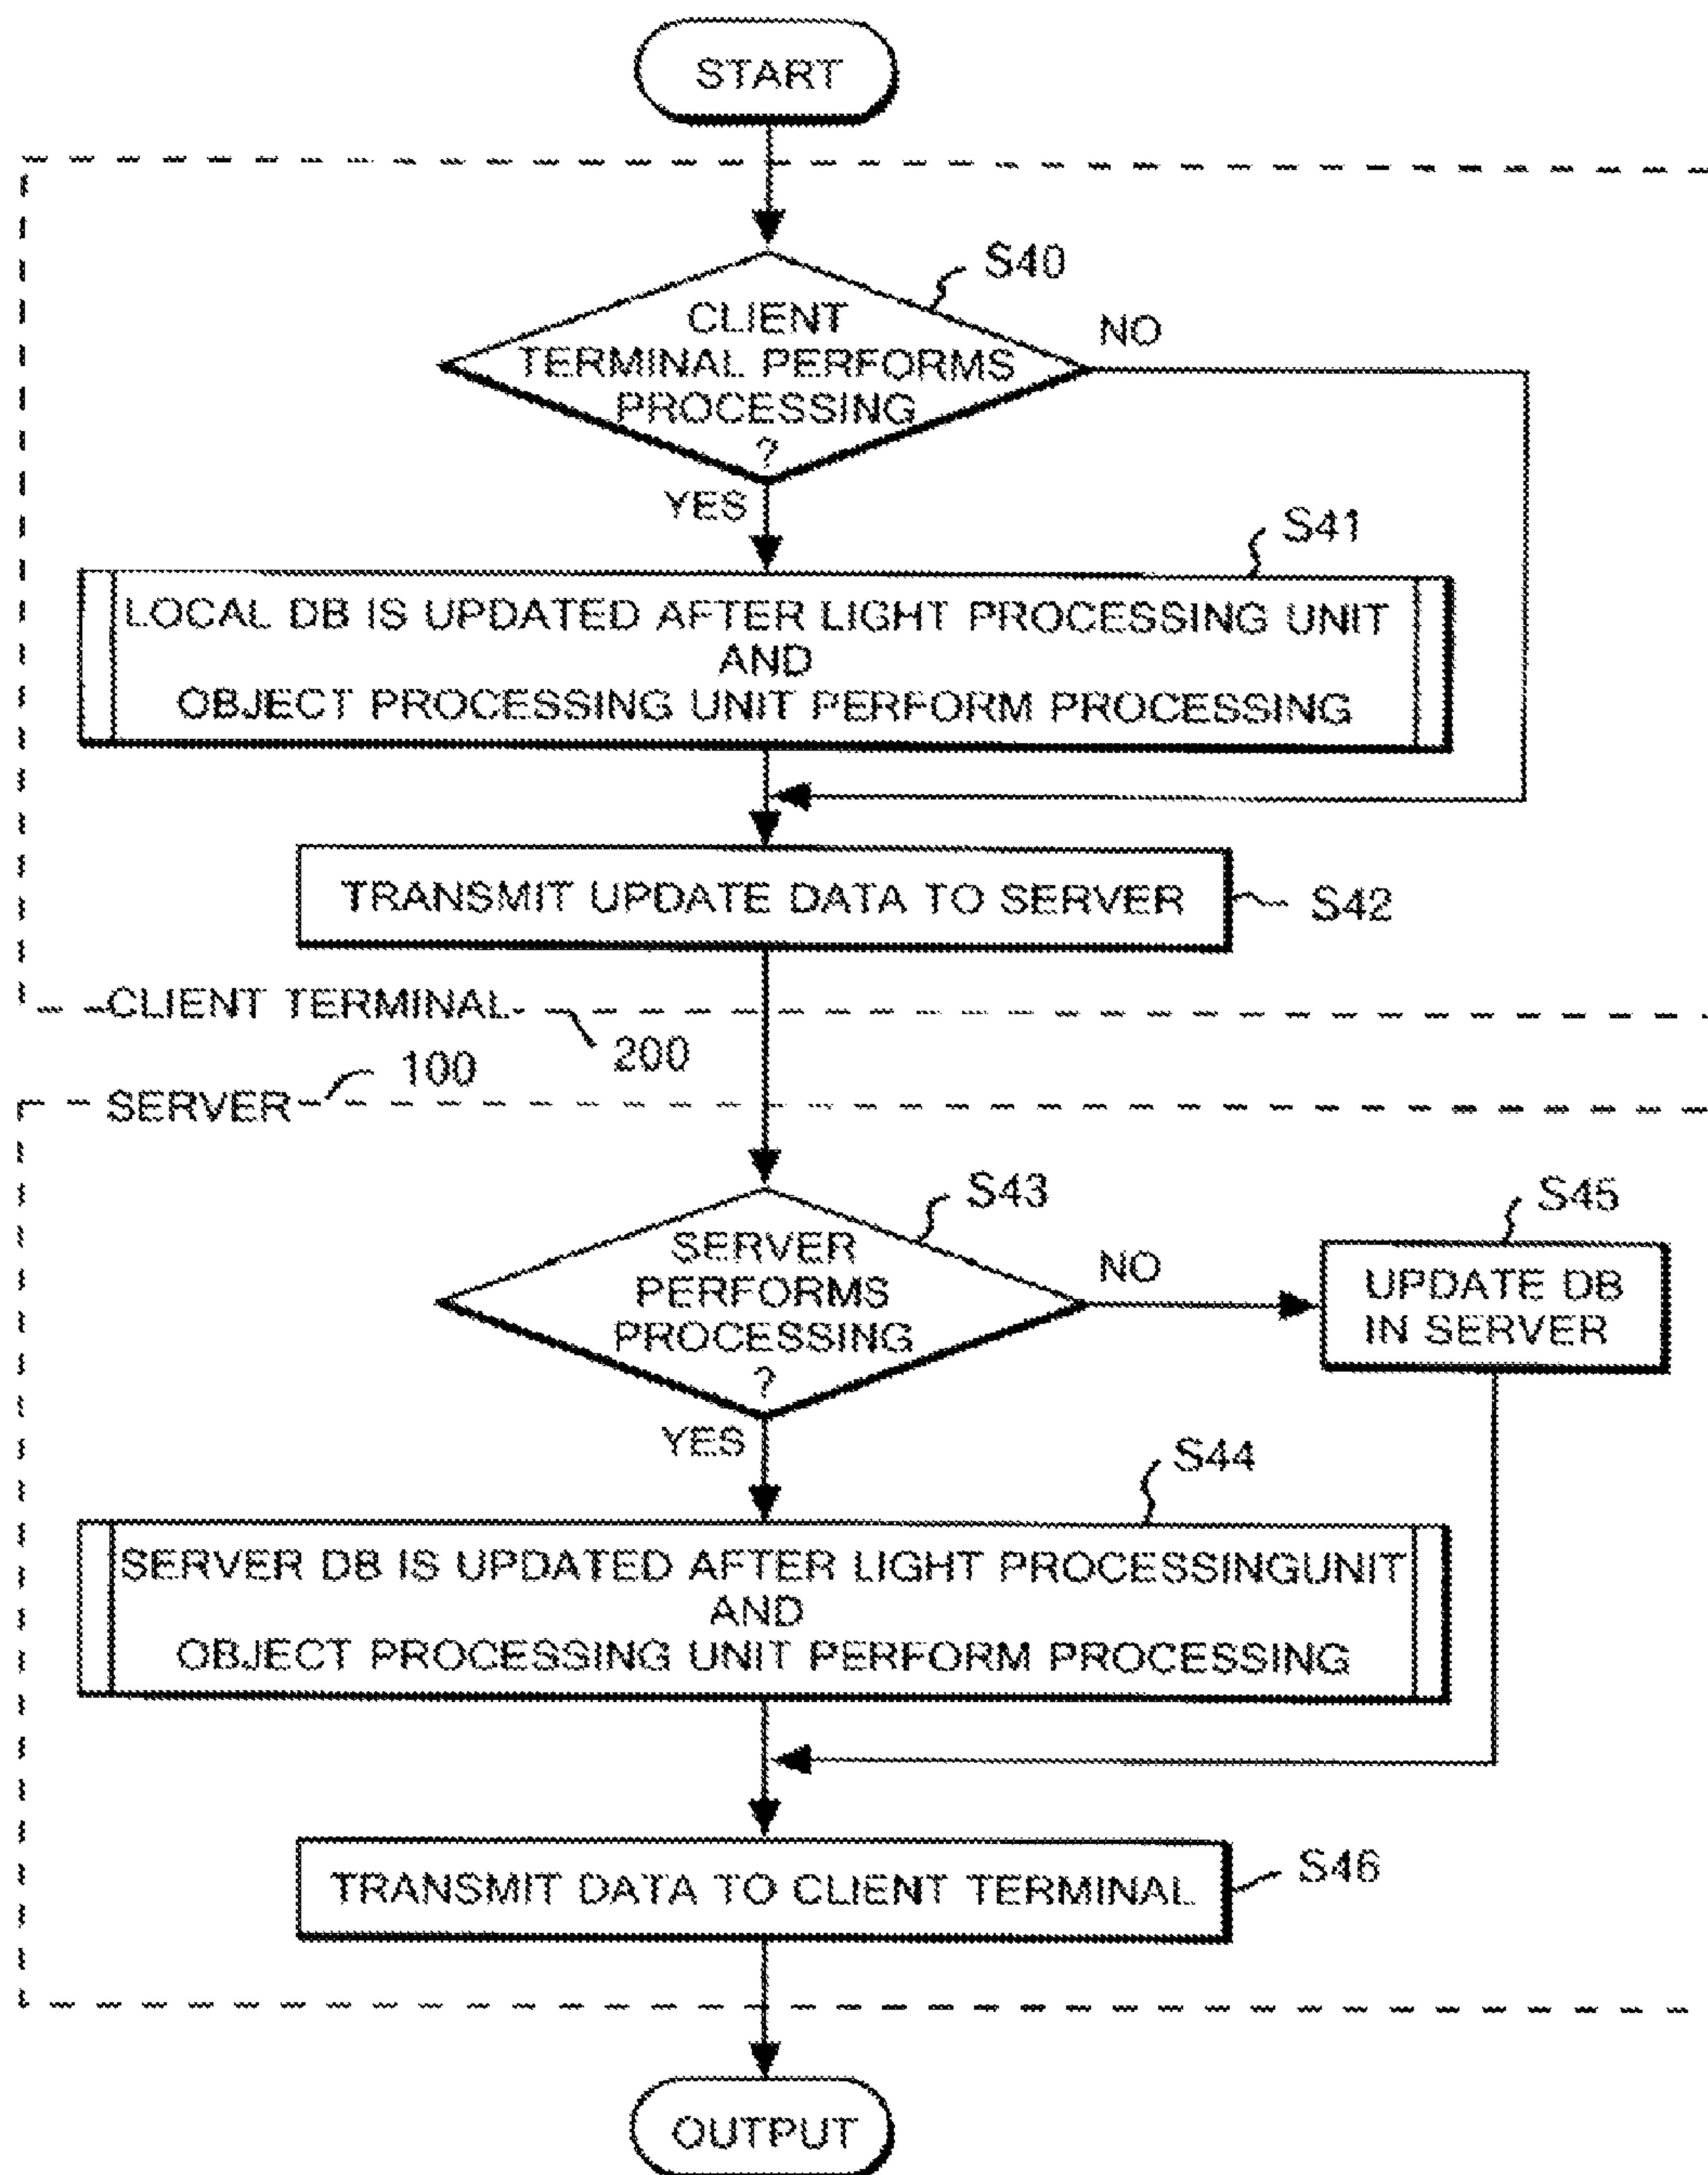 START
S40
CLIENT
TERMINAL PERFORMS
PROCESSING
?
NO
YES
S41
LOCAL DB IS UPDATED AFTER LIGHT PROCESSING UNIT
AND
OBJECT PROCESSING UNIT PERFORM PROCESSING
TRANSMIT UPDATE DATA TO SERVER
S42
CLIENT TERMINAL
200
100
SERVER
S43
SERVER
PERFORMS
PROCESSING
?
NO
YES
S45
UPDATE DB
IN SERVER
S44
SERVER DB IS UPDATED AFTER LIGHT PROCESSINGUNIT
AND
OBJECT PROCESSING UNIT PERFORM PROCESSING
TRANSMIT DATA TO CLIENT TERMINAL
S46
OUTPUT